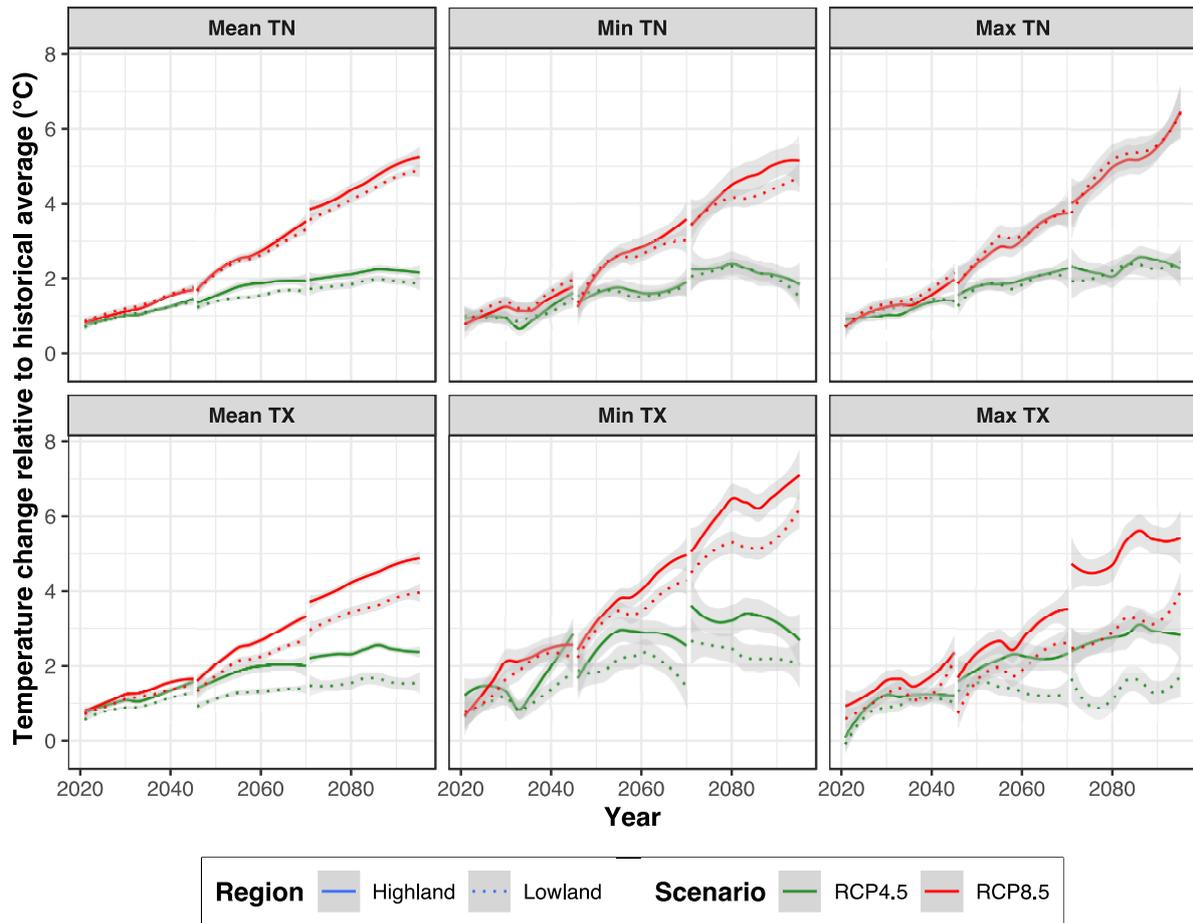 Mean TN Min TN Max TN
8
6
4
2
0
Mean TX Min TX Max TX
8
6
4
2
0
2020 2040 2060 2080 2020 2040 2060 2080 2020 2040 2060 2080
Temperature change relative to historical average (°C)
Year
Region Highland Lowland Scenario RCP4.5 RCP8.5